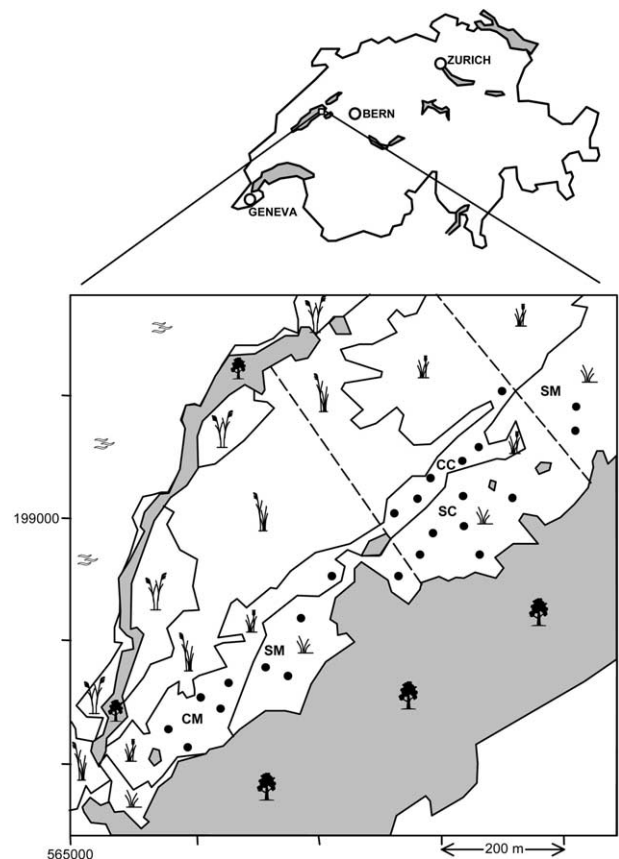 ZURICH
BERN
GENEVA
SM
CC
SC
199000
SM
CM
565000
200 m